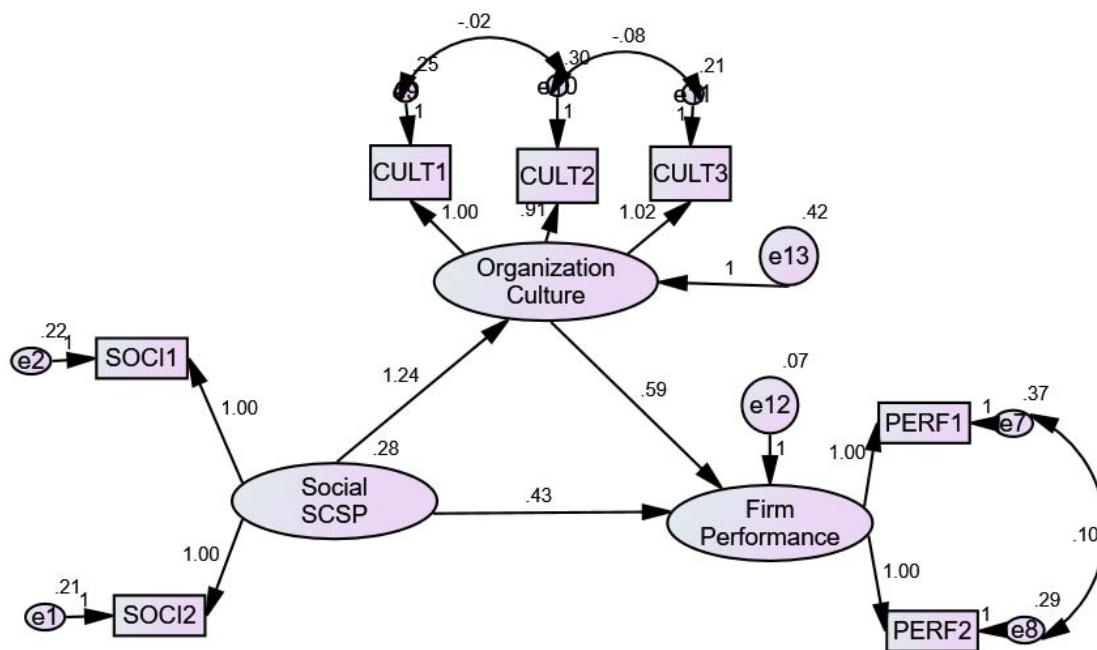 -.02
-.08
.25
.30
.21
e9
e10
e11
1
1
1
CULT1
CULT2
CULT3
1.00
.91
1.02
.42
e13
1
Organization
Culture
.22
e2
1
SOCI1
1.24
.59
.07
e12
1
1.00
.28
Social
SCSP
.43
Firm
Performance
PERF1
1
e7
.37
1.00
.10
1.00
1.00
.21
e1
1
SOCI2
PERF2
1
e8
.29